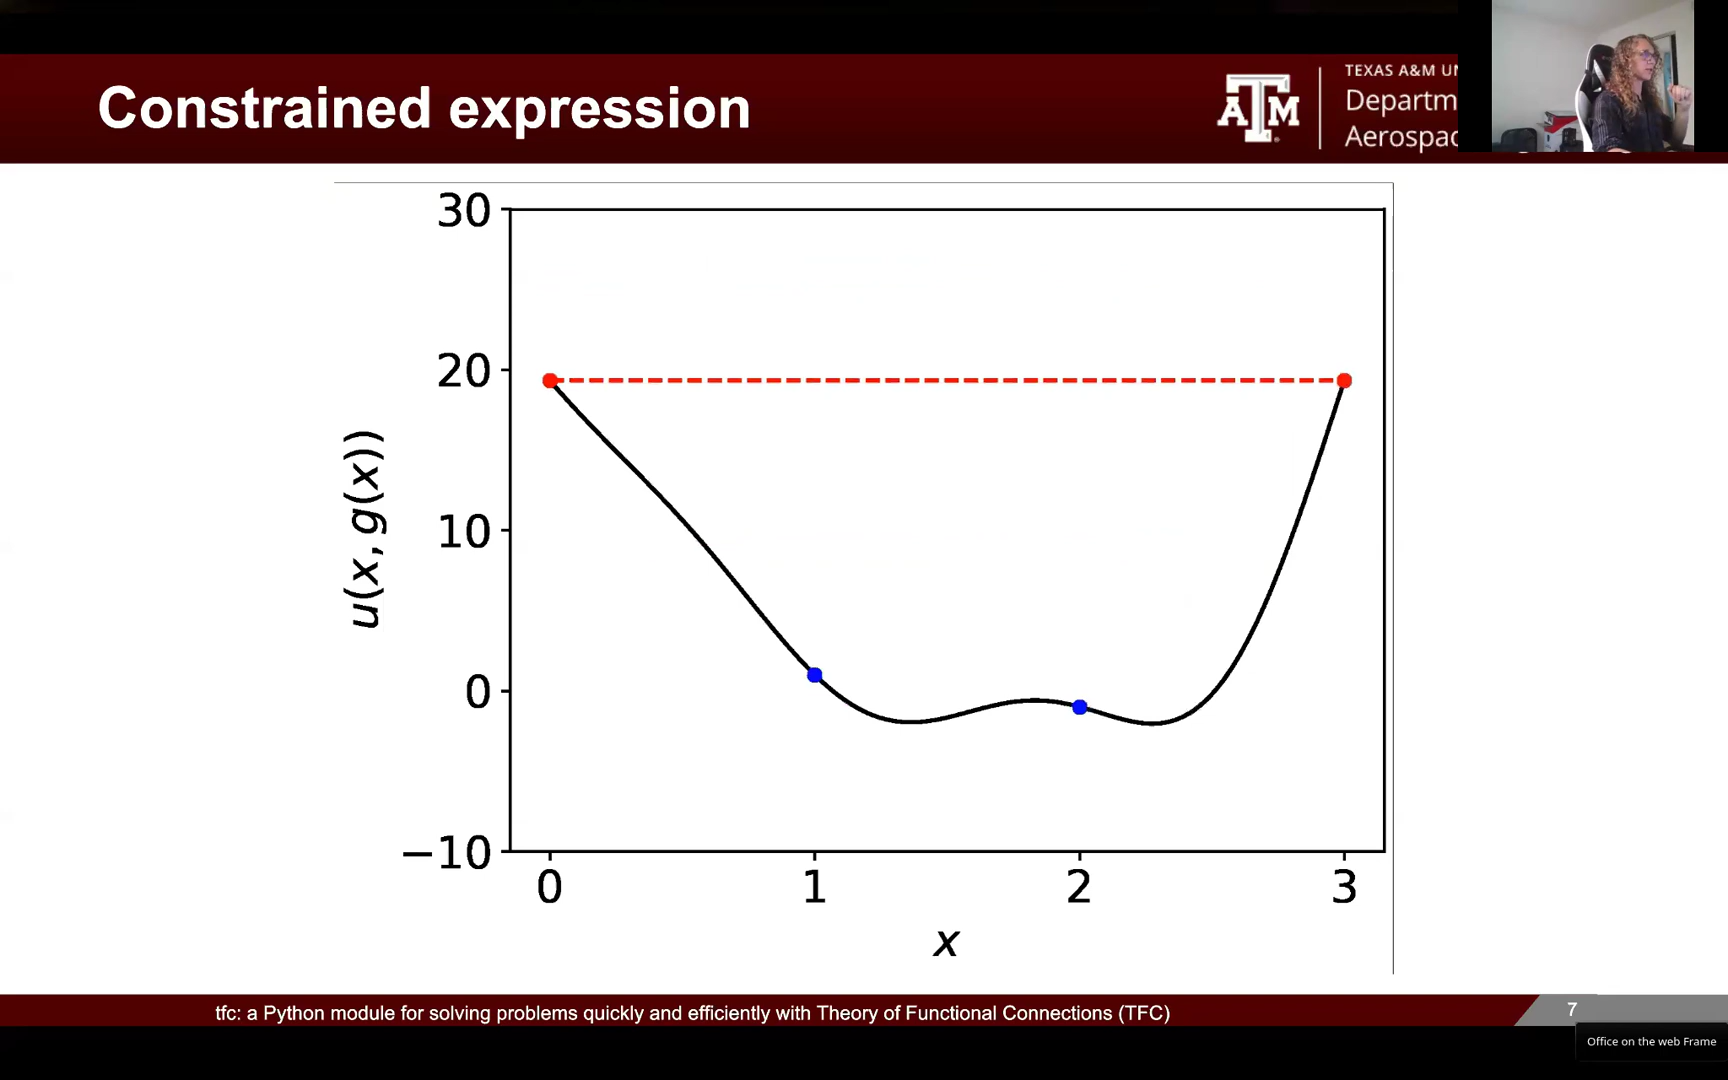 Constrained expression
ATM
TEXAS A&M
Aerospac
30
20
10
0
−10
0 1 2 3
u(x, g(x))
x
tfc: a Python module for solving problems quickly and efficiently with Theory of Functional Connections (TFC)
7
Office on the web Frame